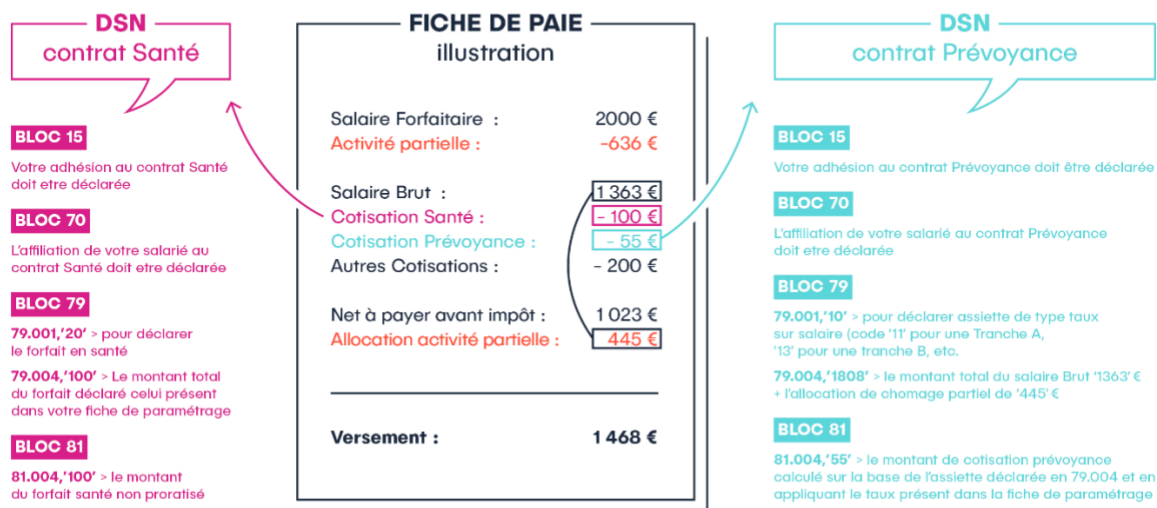 DSN
contrat Santé
BLOC 15
Votre adhésion au contrat Santé
doit etre déclarée
BLOC 70
L'affiliation de votre salarié au
contrat Santé doit etre déclarée
BLOC 79
79.001,'20' > pour déclarer
le forfait en santé
79.004,'100' > Le montant total
du forfait déclaré celui présent
dans votre fiche de paramétrage
BLOC 81
81.004,'100' > le montant
du forfait santé non proratisé
FICHE DE PAIE
illustration
Salaire Forfaitaire : 2000 €
Activité partielle : -636 €
Salaire Brut : 1 363 €
Cotisation Santé : - 100 €
Cotisation Prévoyance : - 55 €
Autres Cotisations : - 200 €
Net à payer avant impôt : 1 023 €
Allocation activité partielle : 445 €
Versement : 1 468 €
DSN
contrat Prévoyance
BLOC 15
Votre adhésion au contrat Prévoyance doit être déclarée
BLOC 70
L'affiliation de votre salarié au contrat Prévoyance
doit etre déclarée
BLOC 79
79.001,'10' > pour déclarer assiette de type taux
sur salaire (code '11' pour une Tranche A,
'13' pour une tranche B, etc.
79.004,'1808' > le montant total du salaire Brut '1363' €
+ l'allocation de chomage partiel de '445' €
BLOC 81
81.004,'55' > le montant de cotisation prévoyance
calculé sur la base de l'assiette déclarée en 79.004 et en
appliquant le taux présent dans la fiche de paramétrage